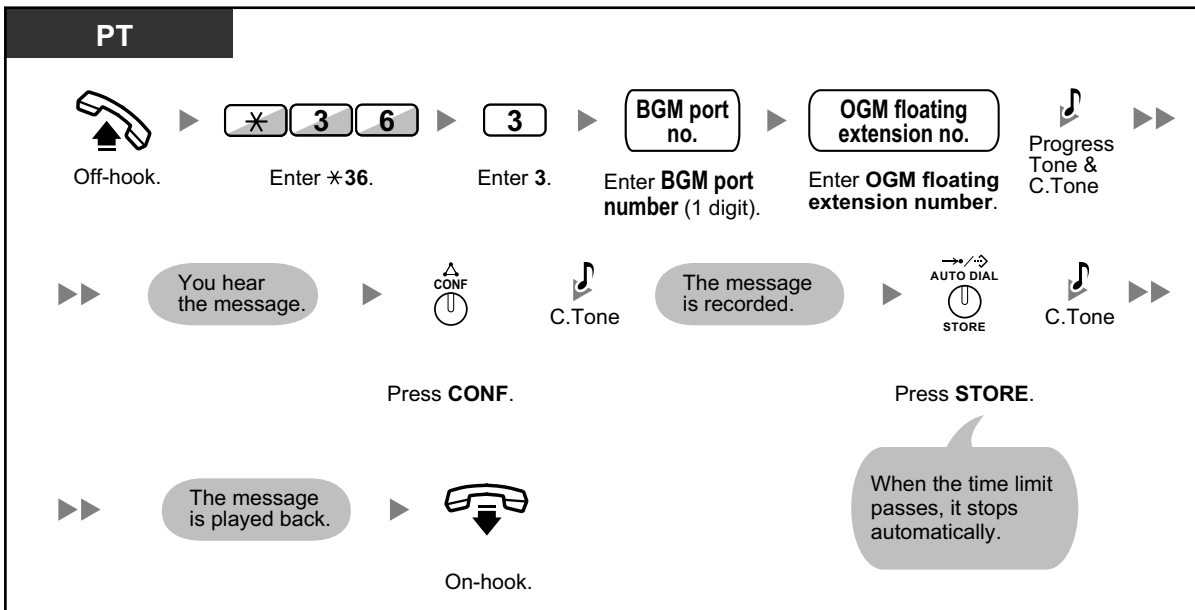 PT
✳ 3 6
3
BGM port
no.
OGM floating
extension no.
Progress
Tone &
C.Tone
Off-hook.
Enter ✳36.
Enter 3.
Enter BGM port
number (1 digit).
Enter OGM floating
extension number.
You hear
the message.
CONF
C.Tone
The message
is recorded.
AUTO DIAL
STORE
C.Tone
Press CONF.
Press STORE.
When the time limit
passes, it stops
automatically.
The message
is played back.
On-hook.